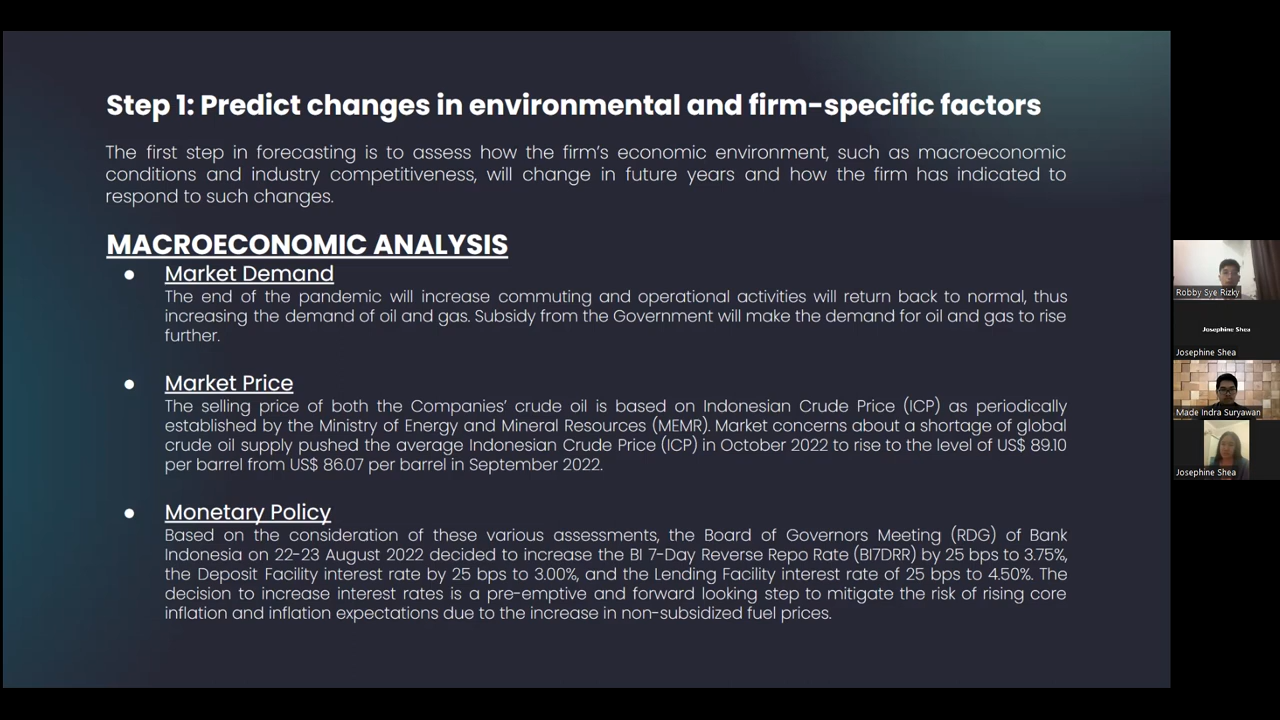 Step 1: Predict changes in environmental and firm-specific factors
The first step in forecasting is to assess how the firm's economic environment, such as macroeconomic
conditions and industry competitiveness, will change in future years and how the firm has indicated to
respond to such changes.
MACROECONOMIC ANALYSIS
● Market Demand
The end of the pandemic will increase commuting and operational activities will return back to normal, thus
increasing the demand of oil and gas. Subsidy from the Government will make the demand for oil and gas to rise
further.
● Market Price
The selling price of both the Companies' crude oil is based on Indonesian Crude Price (ICP) as periodically
established by the Ministry of Energy and Mineral Resources (MEMR). Market concerns about a shortage of global
crude oil supply pushed the average Indonesian Crude Price (ICP) in October 2022 to rise to the level of US$ 89.10
per barrel from US$ 86.07 per barrel in September 2022.
● Monetary Policy
Based on the consideration of these various assessments, the Board of Governors Meeting (RDG) of Bank
Indonesia on 22-23 August 2022 decided to increase the BI 7-Day Reverse Repo Rate (BI7DRR) by 25 bps to 3.75%,
the Deposit Facility interest rate by 25 bps to 3.00%, and the Lending Facility interest rate of 25 bps to 4.50%. The
decision to increase interest rates is a pre-emptive and forward looking step to mitigate the risk of rising core
inflation and inflation expectations due to the increase in non-subsidized fuel prices.
Robby Sye Rizky
Josephine Shea
Josephine Shea
Made Indra Suryawan
Josephine Shea